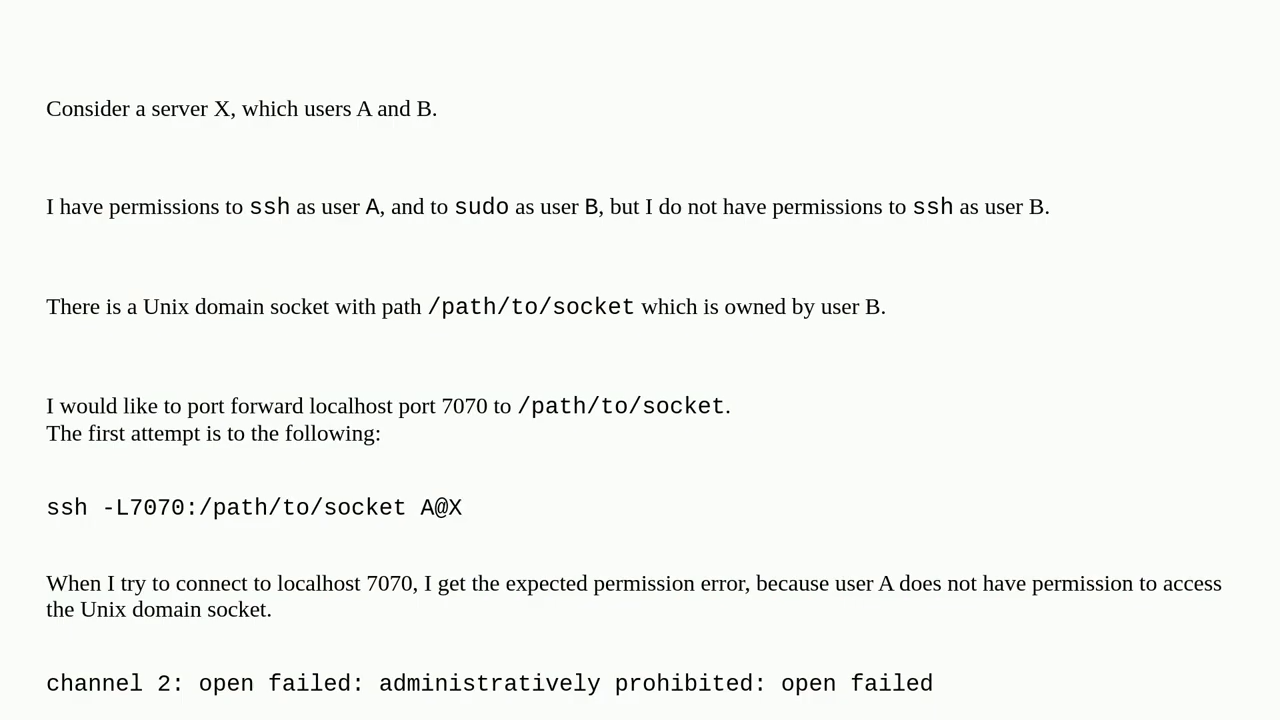 Consider a server X, which users A and B.
I have permissions to ssh as user A, and to sudo as user B, but I do not have permissions to ssh as user B.
There is a Unix domain socket with path /path/to/socket which is owned by user B.
I would like to port forward localhost port 7070 to /path/to/socket.
The first attempt is to the following:
ssh -L7070:/path/to/socket A@X
When I try to connect to localhost 7070, I get the expected permission error, because user A does not have permission to access
the Unix domain socket.
channel 2: open failed: administratively prohibited: open failed